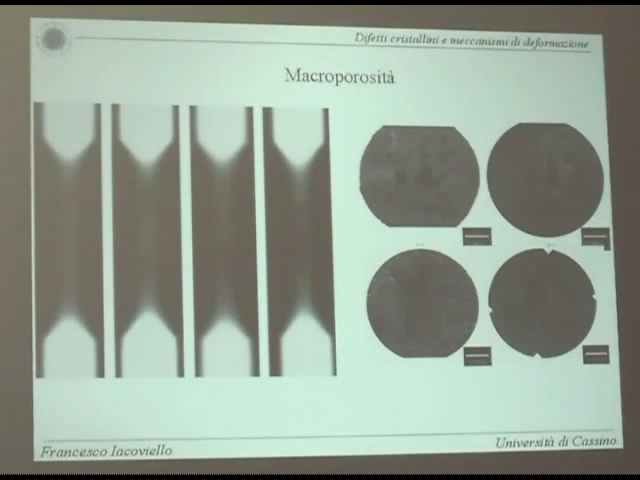 Difetti cristallini e meccanismi di deformazione
Macroporosità
Francesco Iacoviello
Università di Cassino